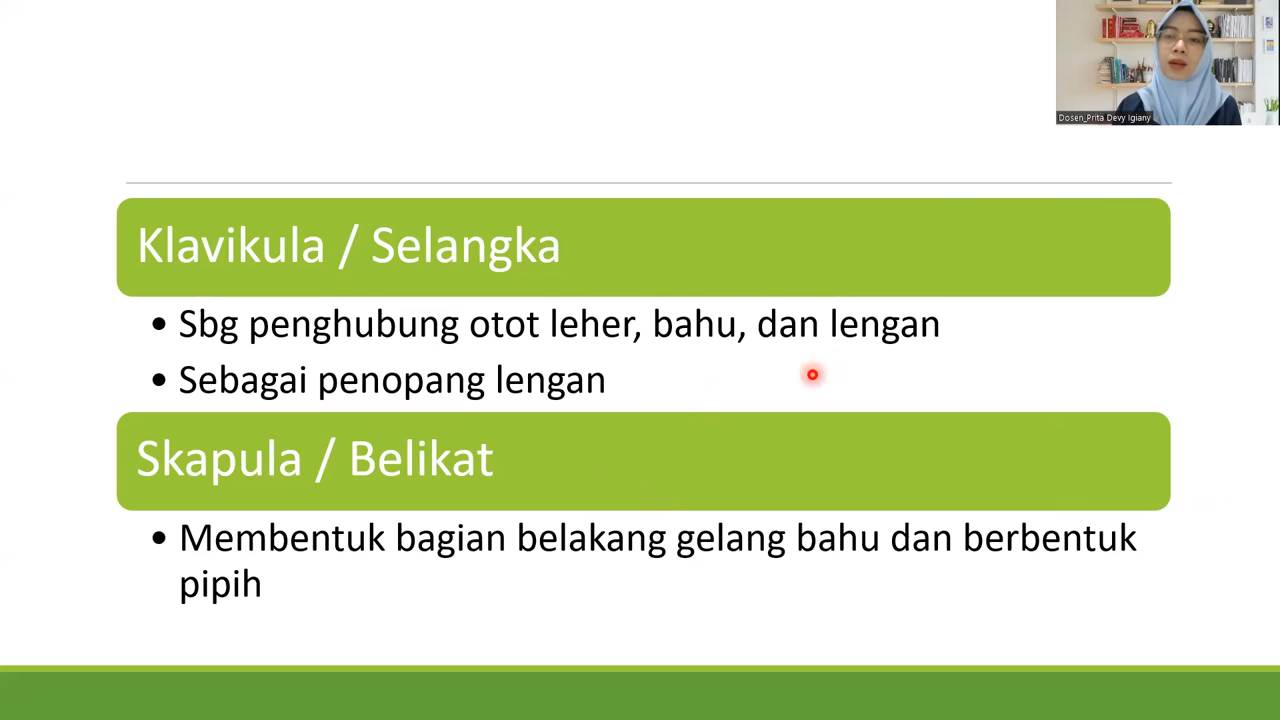 Dosen_Prita Devy Igiany
Klavikula / Selangka
• Sbg penghubung otot leher, bahu, dan lengan
• Sebagai penopang lengan
Skapula / Belikat
• Membentuk bagian belakang gelang bahu dan berbentuk
pipih